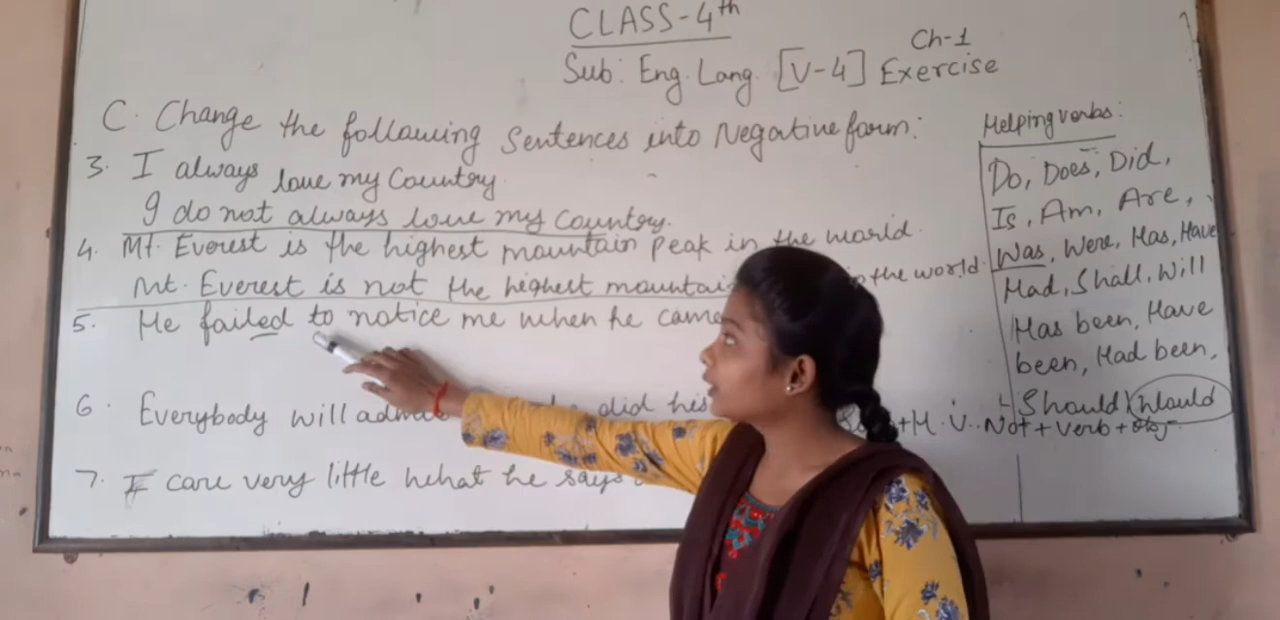 CLASS-4th
Ch-1
Sub: Eng. Lang. [V-4] Exercise
C. Change the following Sentences into Negative form:
3. I always love my Country.
I do not always love my Country.
4. Mt. Everest is the highest mountain peak in the world.
Mt. Everest is not the highest in the world.
5. He failed to notice me when he came
6. Everybody will did his
7. I care very little what he says
+H.V. Not + verb + obj.
Helping verbs:
Do, Does, Did,
Is, Am, Are,
Was, Were, Has, Have
Had, Shall, Will
Has been, Have
been, Had been,
Should, Would